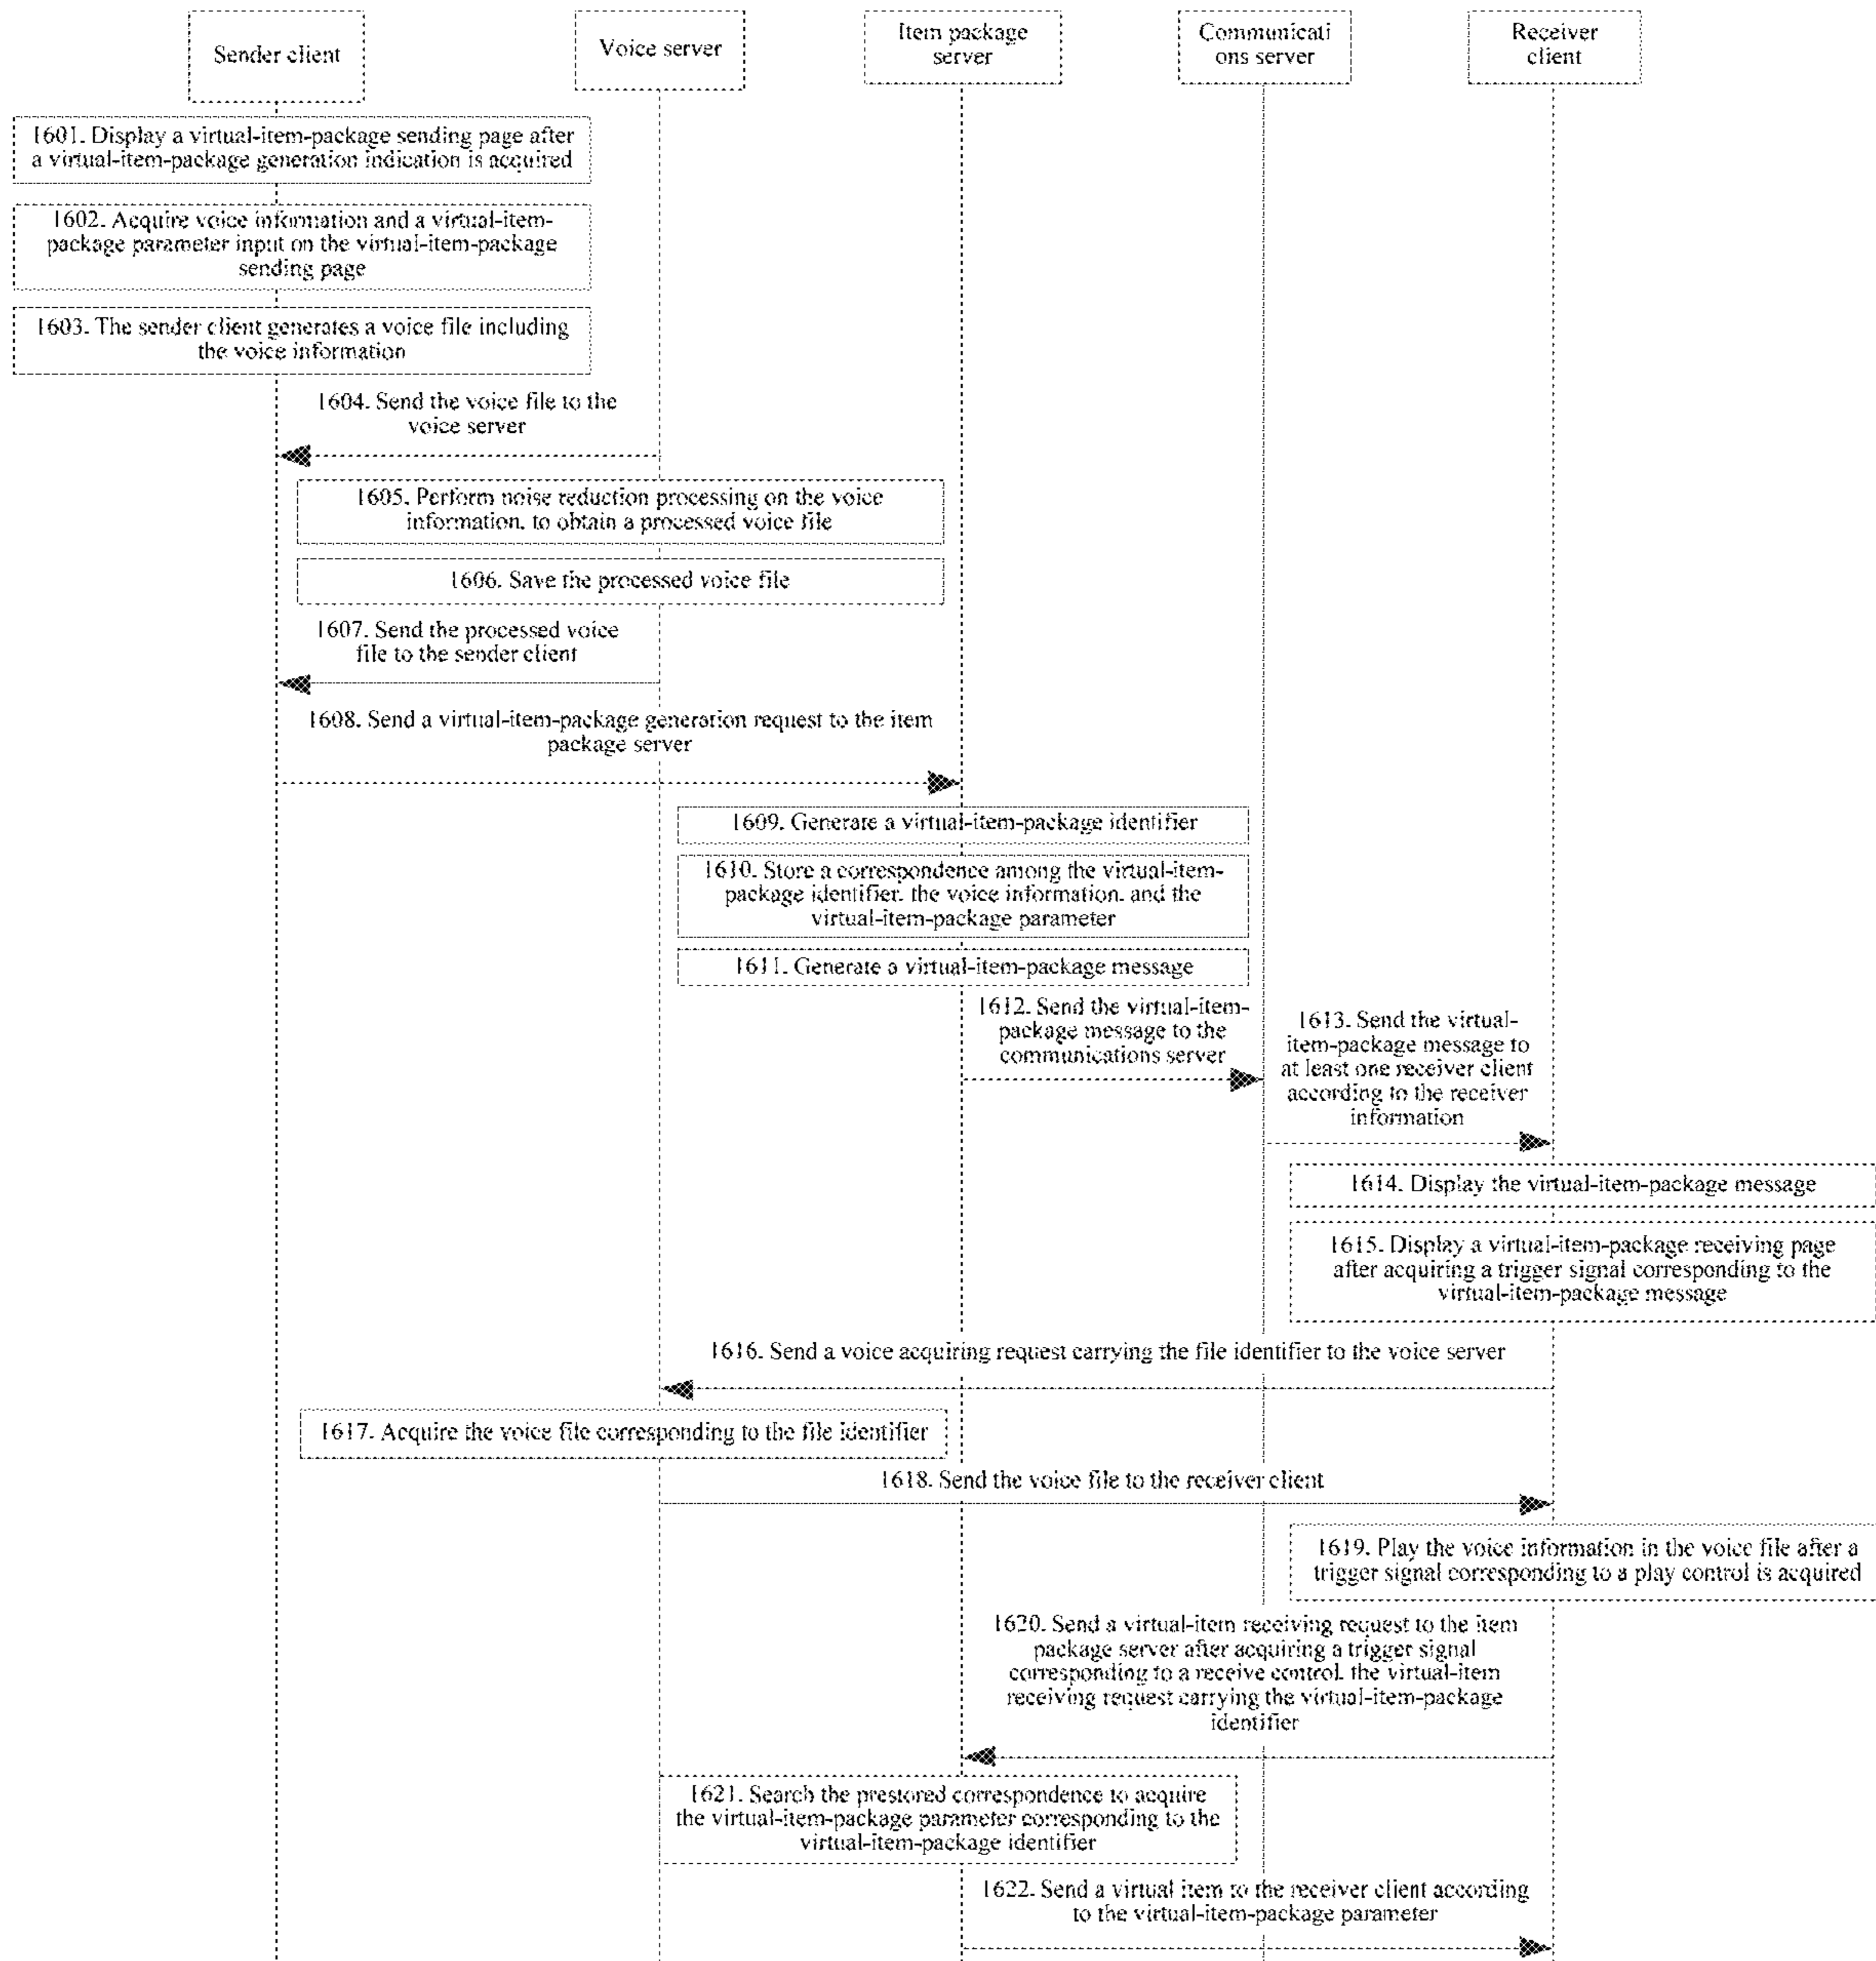 Sender client
Voice server
Item package
server
Communicati
ons server
Receiver
client
1601. Display a virtual-item-package sending page after
a virtual-item-package generation indication is acquired
1602. Acquire voice information and a virtual-item-
package parameter input on the virtual-item-package
sending page
1603. The sender client generates a voice file including
the voice information
1604. Send the voice file to the
voice server
1605. Perform noise reduction processing on the voice
information, to obtain a processed voice file
1606. Save the processed voice file
1607. Send the processed voice
file to the sender client
1608. Send a virtual-item-package generation request to the item
package server
1609. Generate a virtual-item-package identifier
1610. Store a correspondence among the virtual-item-
package identifier, the voice information, and the
virtual-item-package parameter
1611. Generate a virtual-item-package message
1612. Send the virtual-item-
package message to the
communications server
1613. Send the virtual-
item-package message to
at least one receiver client
according to the receiver
information
1614. Display the virtual-item-package message
1615. Display a virtual-item-package receiving page
after acquiring a trigger signal corresponding to the
virtual-item-package message
1616. Send a voice acquiring request carrying the file identifier to the voice server
1617. Acquire the voice file corresponding to the file identifier
1618. Send the voice file to the receiver client
1619. Play the voice information in the voice file after a
trigger signal corresponding to a play control is acquired
1620. Send a virtual-item receiving request to the item
package server after acquiring a trigger signal
corresponding to a receive control, the virtual-item
receiving request carrying the virtual-item-package
identifier
1621. Search the prestored correspondence to acquire
the virtual-item-package parameter corresponding to the
virtual-item-package identifier
1622. Send a virtual item to the receiver client according
to the virtual-item-package parameter